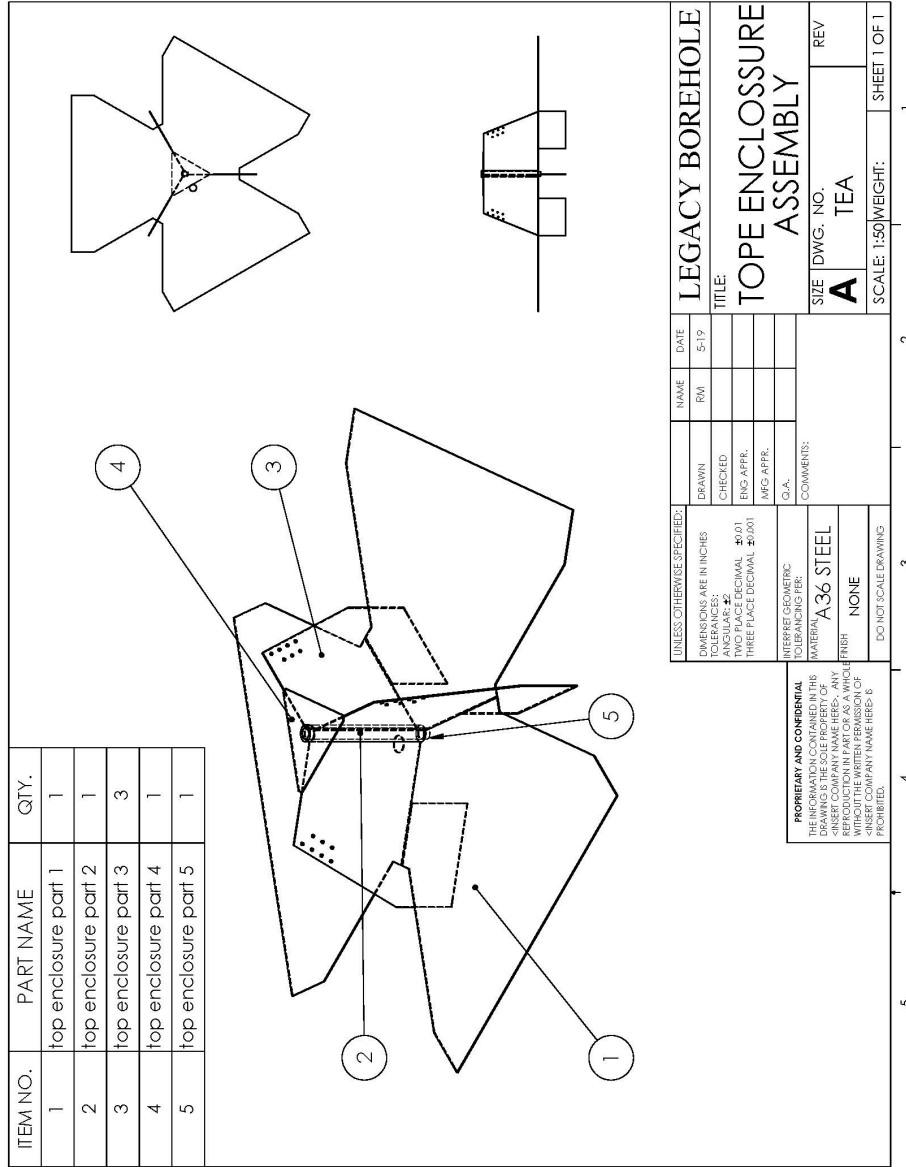 ITEM NO. PART NAME QTY.
1 top enclosure part 1 1
2 top enclosure part 2 1
3 top enclosure part 3 3
4 top enclosure part 4 1
5 top enclosure part 5 1
4
3
2
5
1
PROPRIETARY AND CONFIDENTIAL
THE INFORMATION CONTAINED IN THIS
DRAWING IS THE SOLE PROPERTY OF
<INSERT COMPANY NAME HERE>. ANY
REPRODUCTION IN PART OR AS A WHOLE
WITHOUT THE WRITTEN PERMISSION OF
<INSERT COMPANY NAME HERE> IS
PROHIBITED.
UNLESS OTHERWISE SPECIFIED:
DIMENSIONS ARE IN INCHES
TOLERANCES:
ANGULAR: ±2
TWO PLACE DECIMAL ±0.01
THREE PLACE DECIMAL ±0.001
INTERPRET GEOMETRIC
TOLERANCING PER:
MATERIAL
A36 STEEL
FINISH
NONE
DO NOT SCALE DRAWING
NAME DATE
DRAWN RM 5-19
CHECKED
ENG APPR.
MFG APPR.
Q.A.
COMMENTS:
LEGACY BOREHOLE
TITLE:
TOPE ENCLOSSURE
ASSEMBLY
SIZE DWG. NO. REV
A TEA
SCALE: 1:50 WEIGHT: SHEET 1 OF 1
5 4 3 2 1